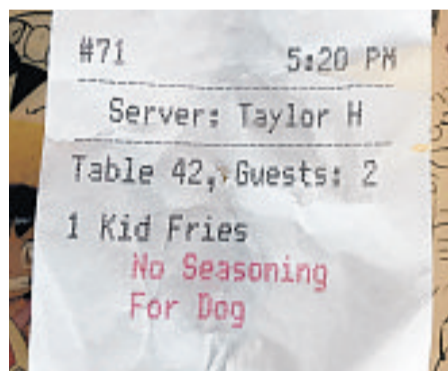 #71 5:20 PM
Server: Taylor H
Table 42, Guests: 2
1 Kid Fries
No Seasoning
For Dog